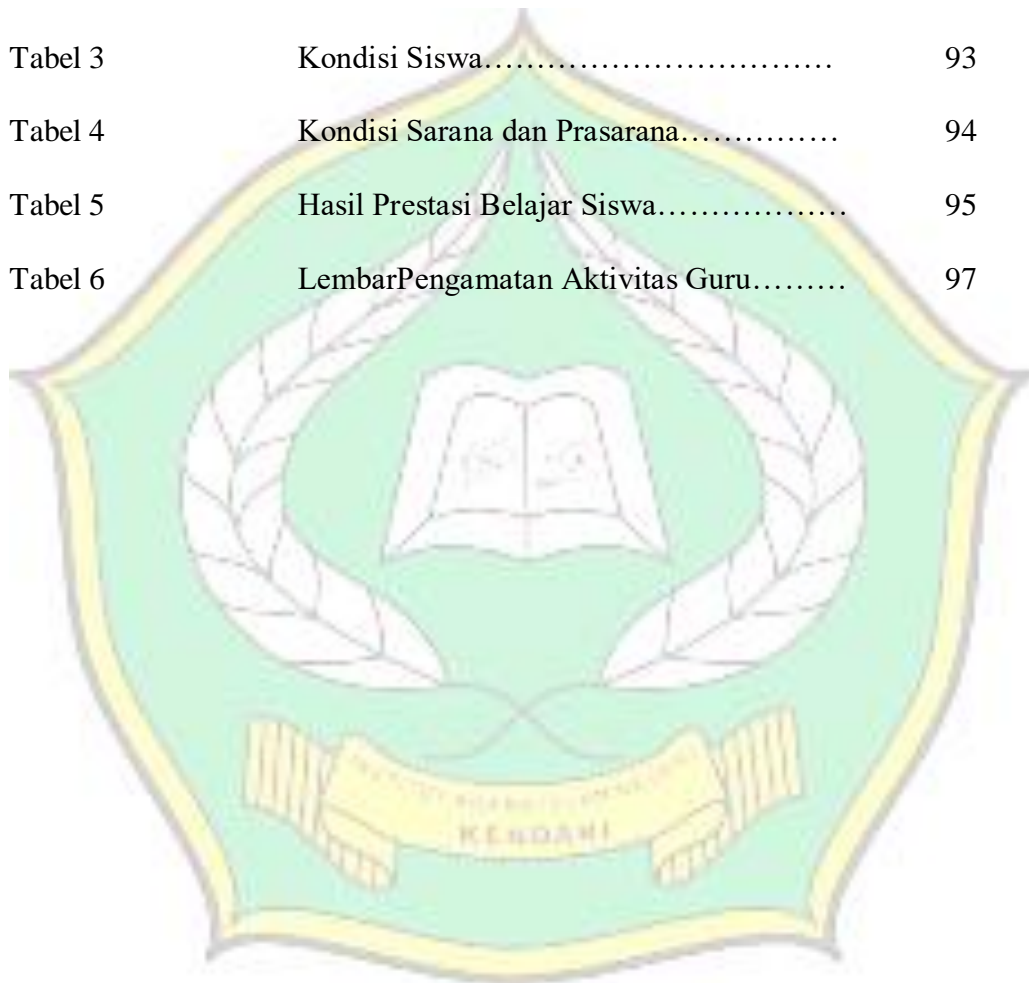 Tabel 3 Kondisi Siswa…………………………… 93
Tabel 4 Kondisi Sarana dan Prasarana…………… 94
Tabel 5 Hasil Prestasi Belajar Siswa……………… 95
Tabel 6 LembarPengamatan Aktivitas Guru……… 97
KENDARI